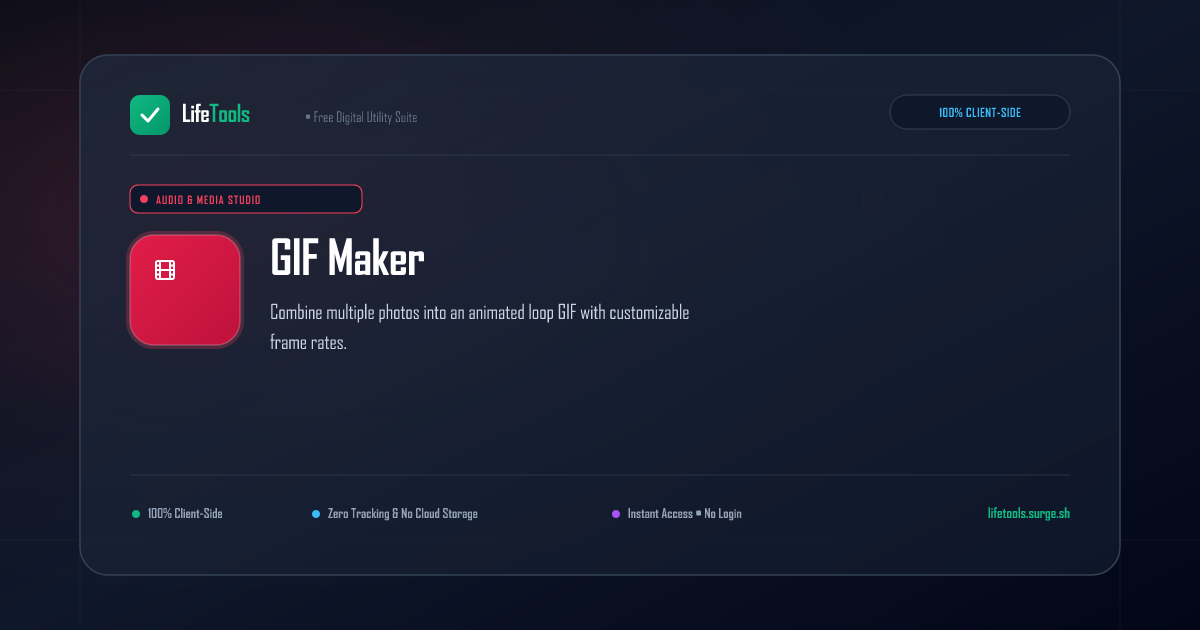 LifeTools
▪ Free Digital Utility Suite
100% CLIENT-SIDE
AUDIO & MEDIA STUDIO
GIF Maker
Combine multiple photos into an animated loop GIF with customizable
frame rates.
100% Client-Side
Zero Tracking & No Cloud Storage
Instant Access ▪ No Login
lifetools.surge.sh